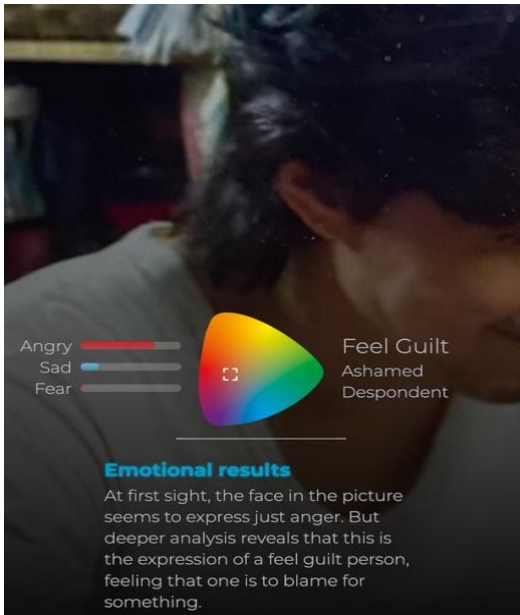 Angry
Sad
Fear
Feel Guilt
Ashamed
Despondent
Emotional results
At first sight, the face in the picture
seems to express just anger. But
deeper analysis reveals that this is
the expression of a feel guilt person,
feeling that one is to blame for
something.